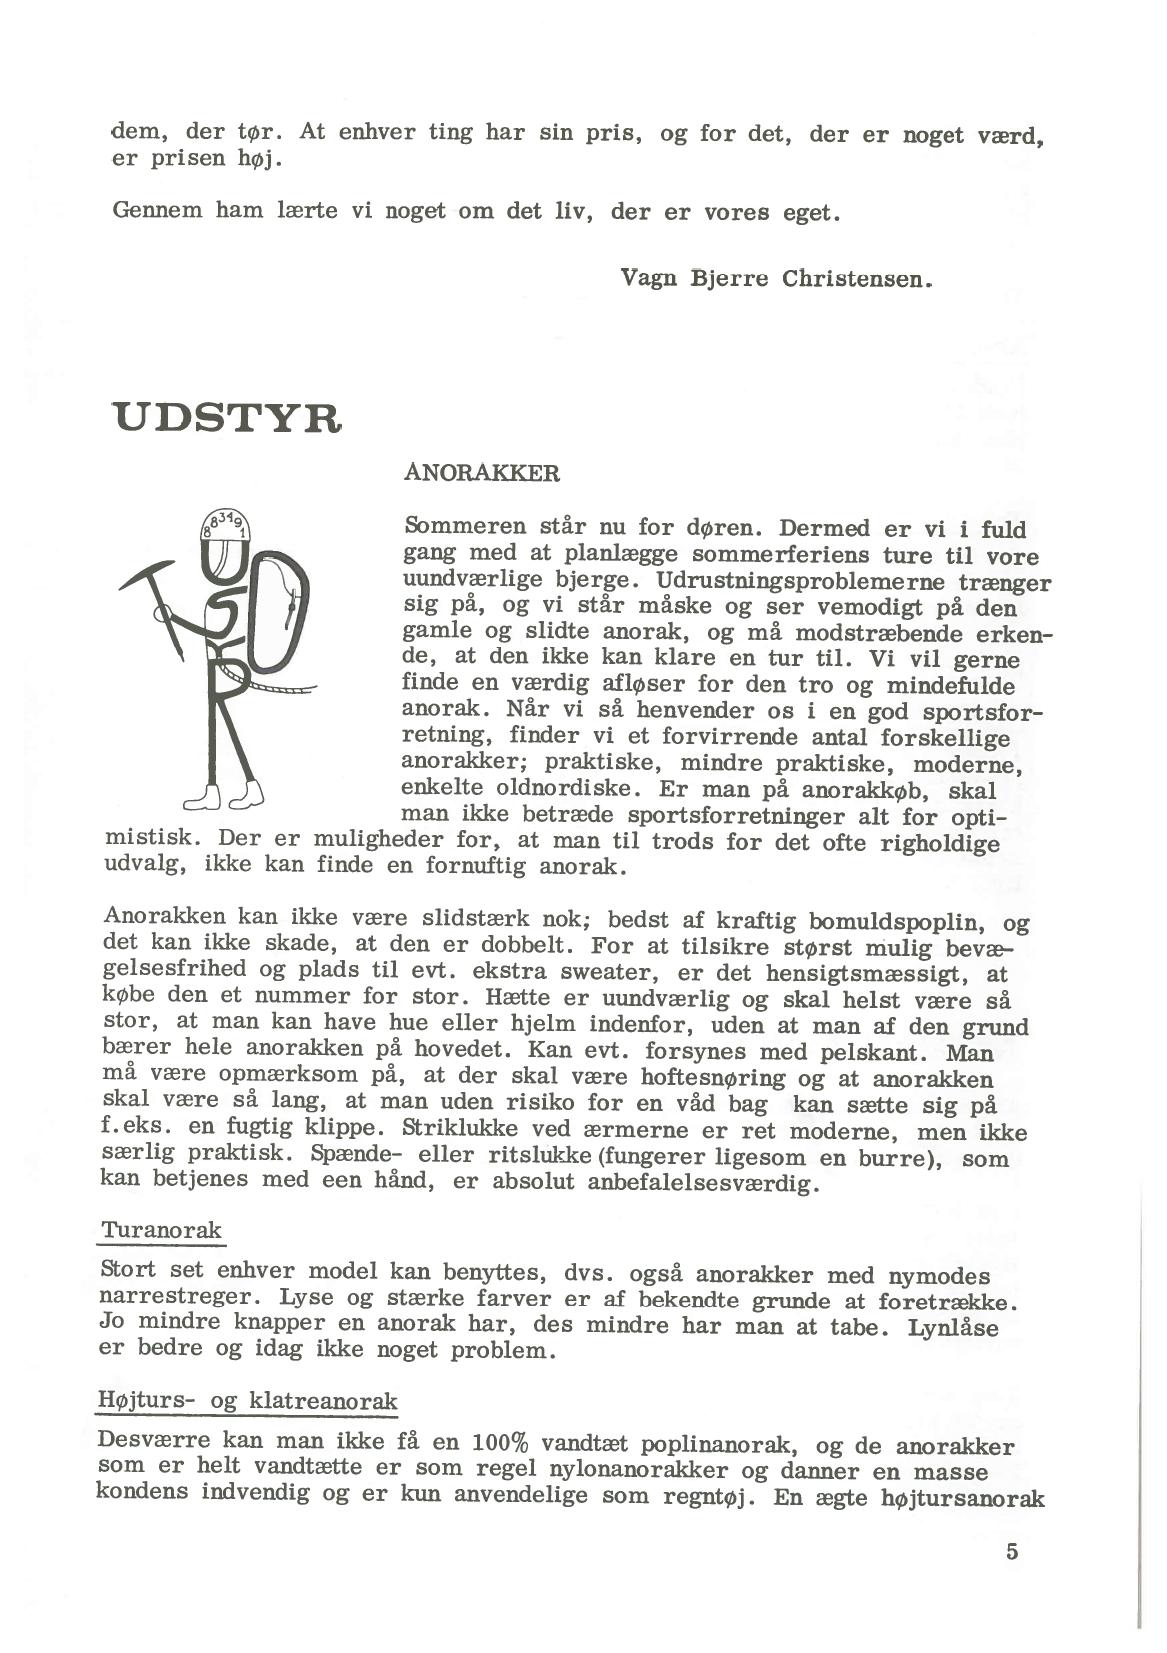 dem, der tør. At enhver ting har sin pris, og for det, der er noget værd,
er prisen høj.
Gennem ham lærte vi noget om det liv, der er vores eget.
Vagn Bjerre Christensen.
UDSTYR
ANORAKKER
883491
Sommeren står nu for døren. Dermed er vi i fuld
gang med at planlægge sommerferiens ture til vore
uundværlige bjerge. Udrustningsproblemerne trænger
sig på, og vi står måske og ser vemodigt på den
gamle og slidte anorak, og må modstræbende erken-
de, at den ikke kan klare en tur til. Vi vil gerne
finde en værdig afløser for den tro og mindefulde
anorak. Når vi så henvender os i en god sportsfor-
retning, finder vi et forvirrende antal forskellige
anorakker; praktiske, mindre praktiske, moderne,
enkelte oldnordiske. Er man på anorakkøb, skal
man ikke betræde sportsforretninger alt for opti-
mistisk. Der er muligheder for, at man til trods for det ofte righoldige
udvalg, ikke kan finde en fornuftig anorak.
Anorakken kan ikke være slidstærk nok; bedst af kraftig bomuldspoplin, og
det kan ikke skade, at den er dobbelt. For at tilsikre størst mulig bevæ-
gelsesfrihed og plads til evt. ekstra sweater, er det hensigtsmæssigt, at
købe den et nummer for stor. Hætte er uundværlig og skal helst være så
stor, at man kan have hue eller hjelm indenfor, uden at man af den grund
bærer hele anorakken på hovedet. Kan evt. forsynes med pelskant. Man
må være opmærksom på, at der skal være hoftesnøring og at anorakken
skal være så lang, at man uden risiko for en våd bag kan sætte sig på
f.eks. en fugtig klippe. Striklukke ved ærmerne er ret moderne, men ikke
særlig praktisk. Spænde- eller ritslukke (fungerer ligesom en burre), som
kan betjenes med een hånd, er absolut anbefalelsesværdig.
Turanorak
Stort set enhver model kan benyttes, dvs. også anorakker med nymodes
narrestreger. Lyse og stærke farver er af bekendte grunde at foretrække.
Jo mindre knapper en anorak har, des mindre har man at tabe. Lynlåse
er bedre og idag ikke noget problem.
Højturs- og klatreanorak
Desværre kan man ikke få en 100% vandtæt poplinanorak, og de anorakker
som er helt vandtætte er som regel nylonanorakker og danner en masse
kondens indvendig og er kun anvendelige som regntøj. En ægte højtursanorak
5